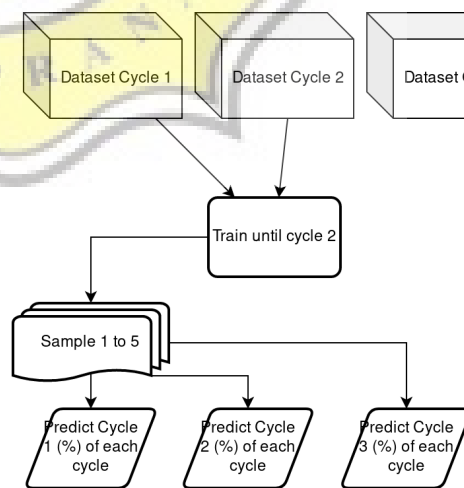 Dataset Cycle 1
Dataset Cycle 2
Dataset
Train until cycle 2
Sample 1 to 5
Predict Cycle
1 (%) of each
cycle
Predict Cycle
2 (%) of each
cycle
Predict Cycle
3 (%) of each
cycle